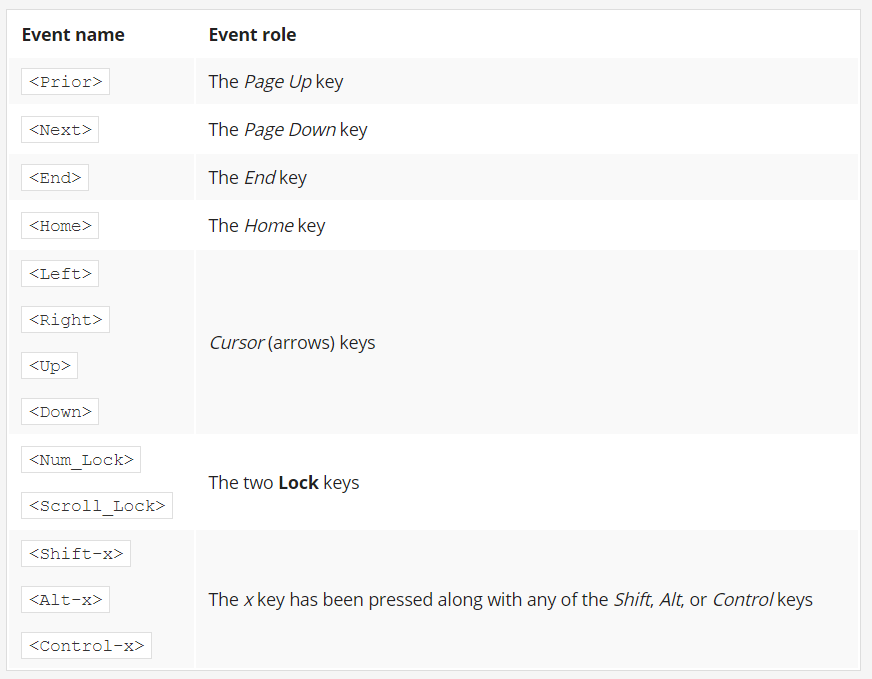 Event name Event role
<Prior> The Page Up key
<Next> The Page Down key
<End> The End key
<Home> The Home key
<Left>
<Right>
<Up>
<Down>
Cursor (arrows) keys
<Num_Lock>
<Scroll_Lock>
The two Lock keys
<Shift-x>
<Alt-x>
<Control-x>
The x key has been pressed along with any of the Shift, Alt, or Control keys